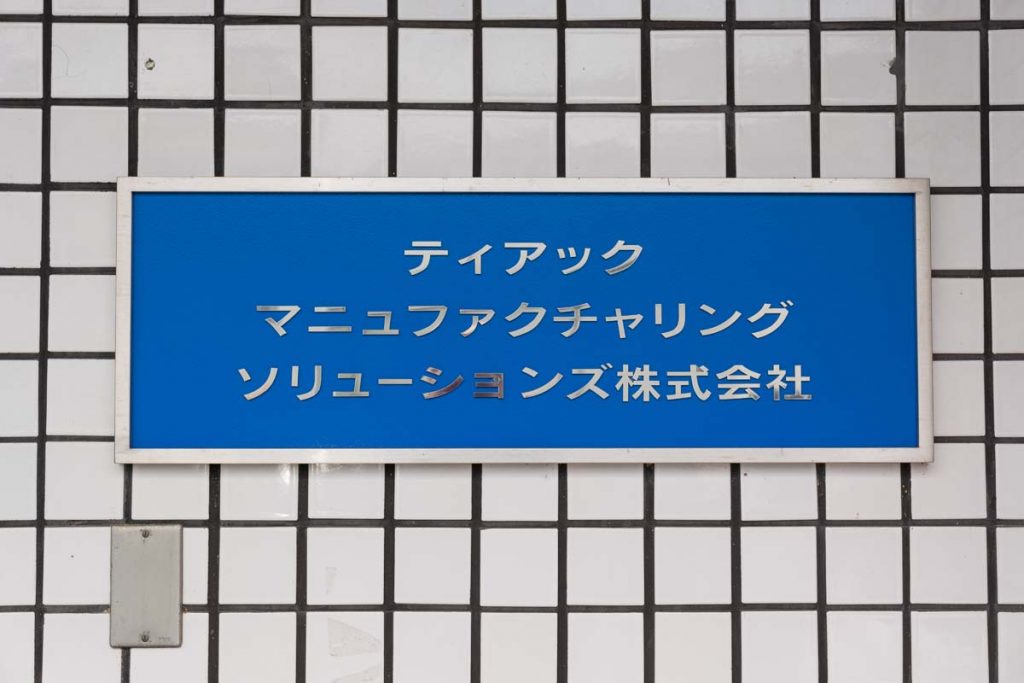 ティアック
マニュファクチャリング
ソリューションズ株式会社